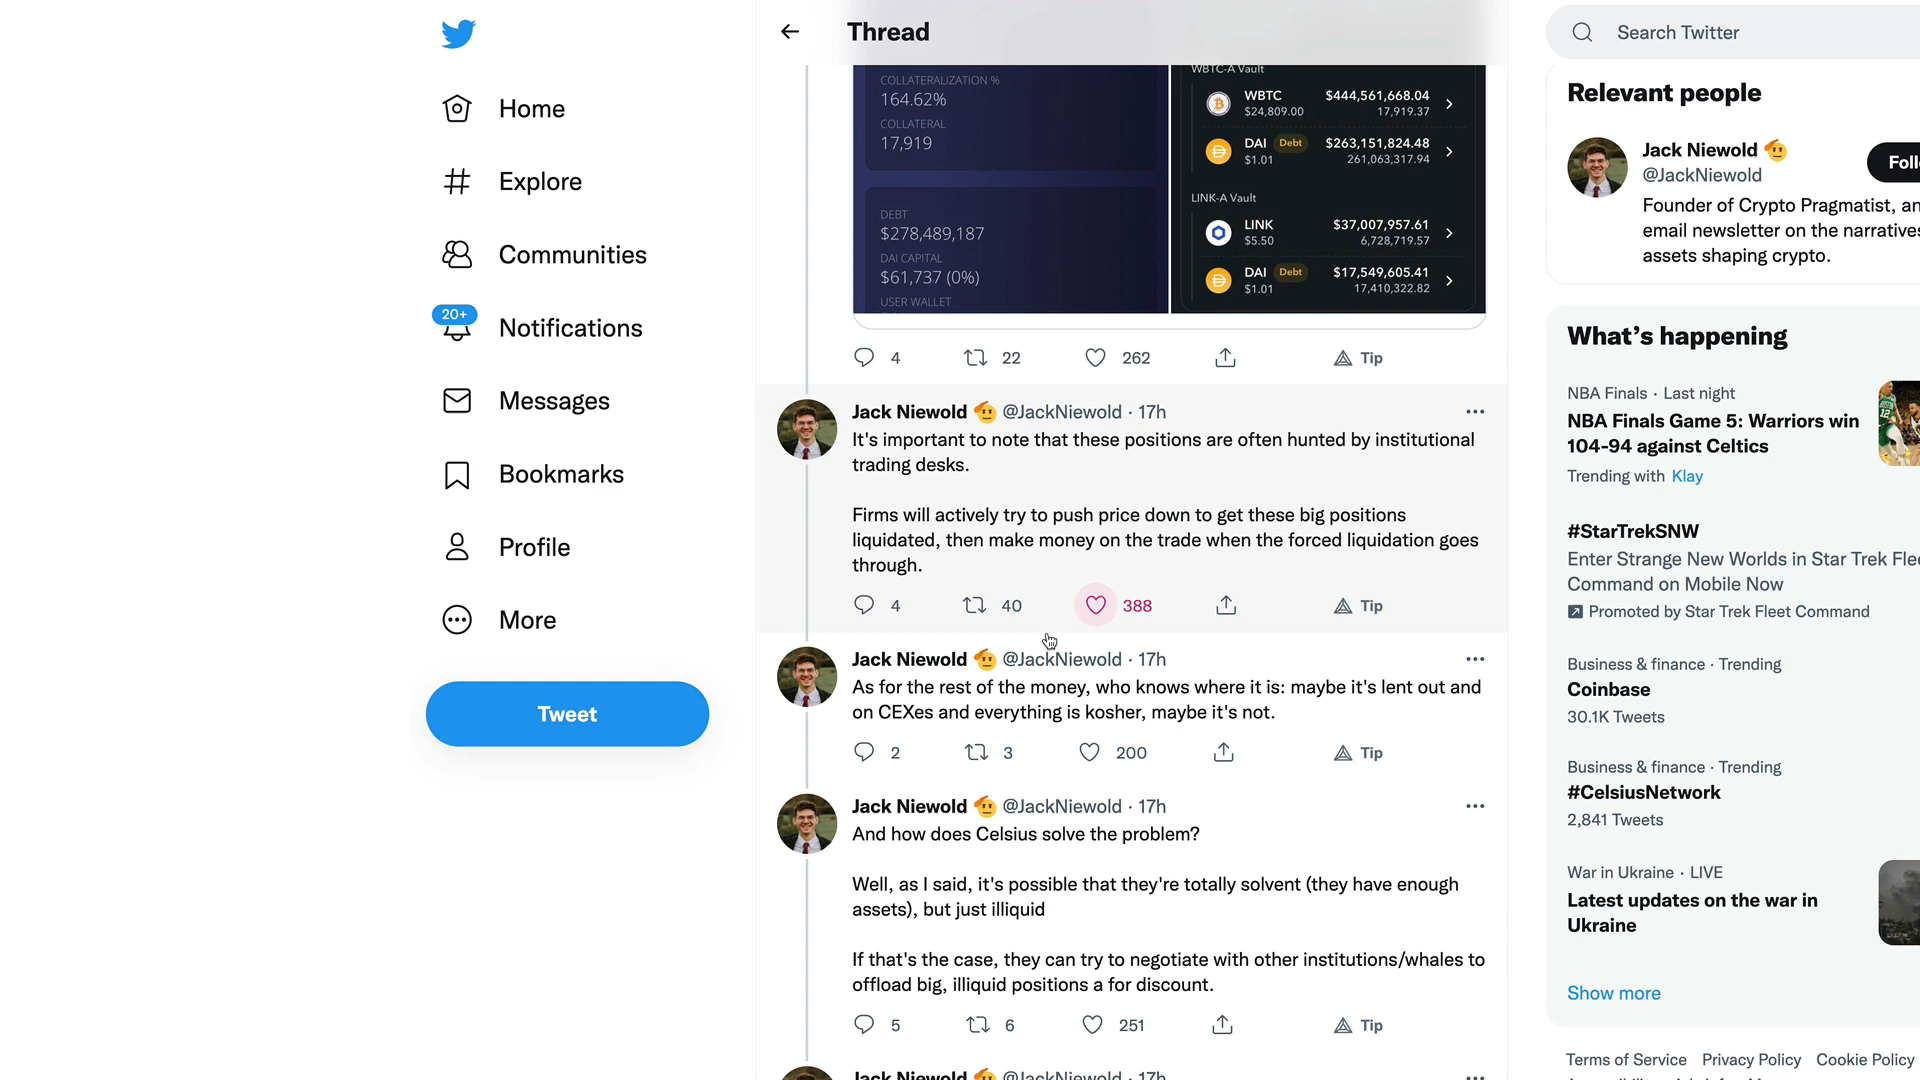 Thread
Search Twitter
Home
Explore
Communities
20+
Notifications
Messages
Bookmarks
Profile
More
Tweet
COLLATERALIZATION %
164.62%
COLLATERAL
17,919
DEBT
$278,489,187
DAI CAPITAL
$61,737 (0%)
USER WALLET
WBTC-A Vault
WBTC $444,561,668.04
$24,809.00 17,919.37
DAI Debt $263,151,824.48
$1.01 261,063,317.94
LINK-A Vault
LINK $37,007,957.61
$5.50 6,728,719.57
DAI Debt $17,549,605.41
$1.01 17,410,322.82
4 22 262 Tip
Jack Niewold @JackNiewold · 17h
It's important to note that these positions are often hunted by institutional
trading desks.
Firms will actively try to push price down to get these big positions
liquidated, then make money on the trade when the forced liquidation goes
through.
4 40 388 Tip
Jack Niewold @JackNiewold · 17h
As for the rest of the money, who knows where it is: maybe it's lent out and
on CEXes and everything is kosher, maybe it's not.
2 3 200 Tip
Jack Niewold @JackNiewold · 17h
And how does Celsius solve the problem?
Well, as I said, it's possible that they're totally solvent (they have enough
assets), but just illiquid
If that's the case, they can try to negotiate with other institutions/whales to
offload big, illiquid positions a for discount.
5 6 251 Tip
Jack Niewold @JackNiewold · 17h
Relevant people
Jack Niewold
@JackNiewold
Foll
Founder of Crypto Pragmatist, an
email newsletter on the narratives
assets shaping crypto.
What's happening
NBA Finals · Last night
NBA Finals Game 5: Warriors win
104-94 against Celtics
Trending with Klay
#StarTrekSNW
Enter Strange New Worlds in Star Trek Flee
Command on Mobile Now
Promoted by Star Trek Fleet Command
Business & finance · Trending
Coinbase
30.1K Tweets
Business & finance · Trending
#CelsiusNetwork
2,841 Tweets
War in Ukraine · LIVE
Latest updates on the war in
Ukraine
Show more
Terms of Service Privacy Policy Cookie Policy